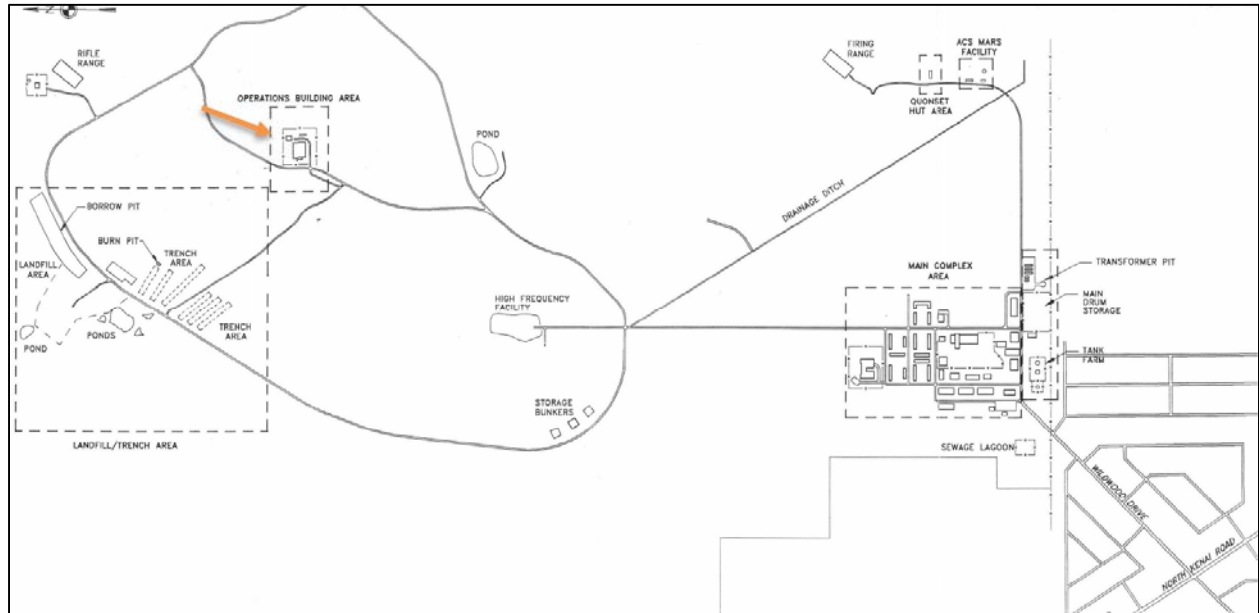 Z
RIFLE
RANGE
OPERATIONS BUILDING AREA
POND
FIRING
RANGE
ACS MARS
FACILITY
QUONSET
HUT AREA
DRAINAGE DITCH
BORROW PIT
BURN PIT
TRENCH
AREA
LANDFILL
AREA
POND
PONDS
TRENCH
AREA
LANDFILL/TRENCH AREA
HIGH FREQUENCY
FACILITY
STORAGE
BUNKERS
MAIN COMPLEX
AREA
TRANSFORMER PIT
MAIN
DRUM
STORAGE
TANK
FARM
SEWAGE LAGOON
WILDWOOD DRIVE
NORTH KENAI ROAD